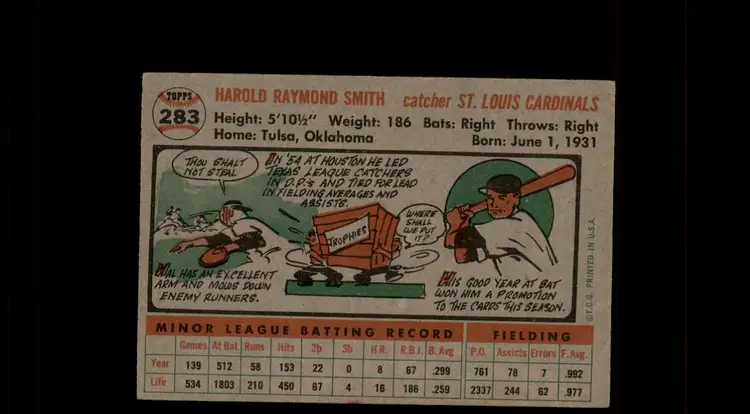 TOPPS
283
HAROLD RAYMOND SMITH catcher ST. LOUIS CARDINALS
Height: 5'10½" Weight: 186 Bats: Right Throws: Right
Home: Tulsa, Oklahoma Born: June 1, 1931
THOU SHALT
NOT STEAL
IN '54 AT HOUSTON HE LED
TEXAS LEAGUE CATCHERS
IN D.P.'s AND TIED FOR LEAD
IN FIELDING AVERAGES AND
ASSISTS.
TROPHIES
WHERE
SHALL
WE PUT
IT?
HAL HAS AN EXCELLENT
ARM AND MOWS DOWN
ENEMY RUNNERS.
HIS GOOD YEAR AT BAT
WON HIM A PROMOTION
TO THE CARDS THIS SEASON.
©T.C.G. PRINTED IN U.S.A.
MINOR LEAGUE BATTING RECORD FIELDING
Games At Bat Runs Hits 2b 3b H.R. R.B.I. B. Avg P.O. Assists Errors F. Avg.
Year 139 512 58 153 22 0 8 67 .299 761 78 7 .992
Life 534 1803 210 450 67 4 16 186 .259 2337 244 62 .977